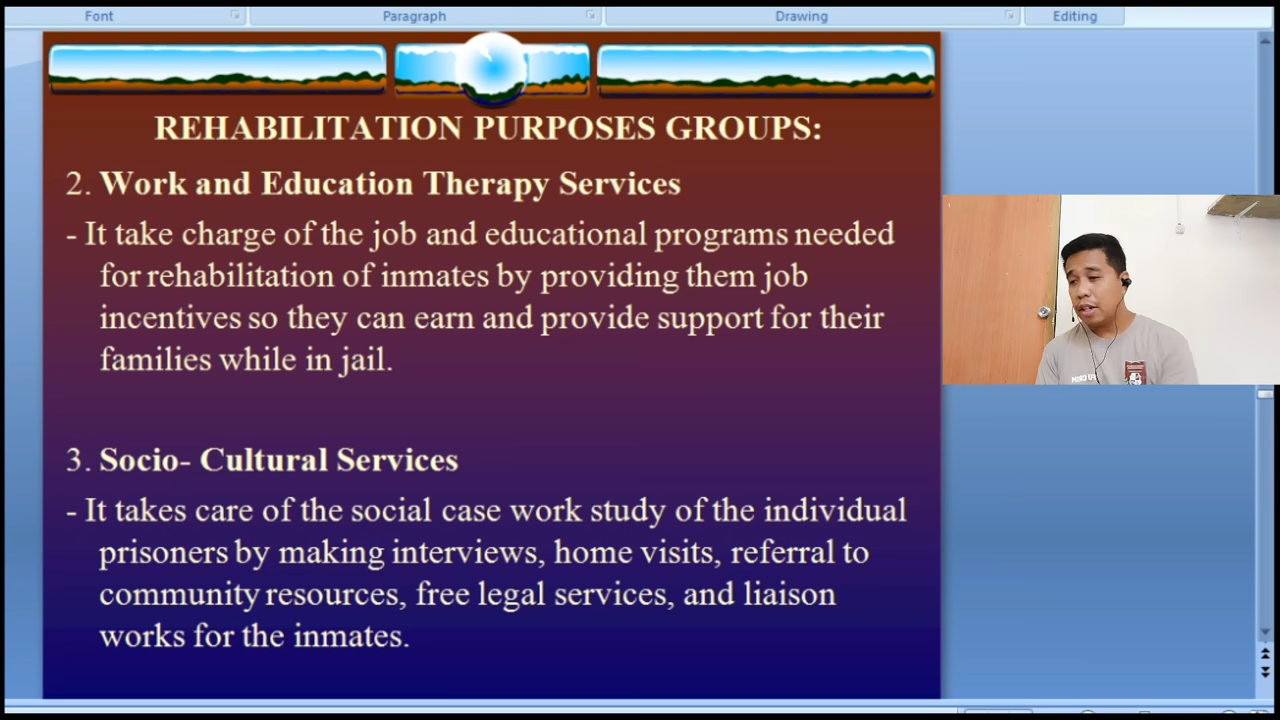 Font Paragraph Drawing Editing
REHABILITATION PURPOSES GROUPS:
2. Work and Education Therapy Services
- It take charge of the job and educational programs needed
for rehabilitation of inmates by providing them job
incentives so they can earn and provide support for their
families while in jail.
3. Socio- Cultural Services
- It takes care of the social case work study of the individual
prisoners by making interviews, home visits, referral to
community resources, free legal services, and liaison
works for the inmates.